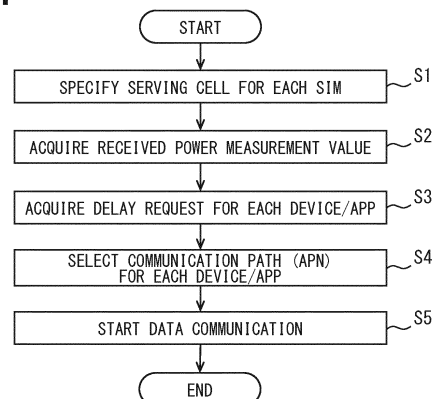 START
SPECIFY SERVING CELL FOR EACH SIM
S1
ACQUIRE RECEIVED POWER MEASUREMENT VALUE
S2
ACQUIRE DELAY REQUEST FOR EACH DEVICE/APP
S3
SELECT COMMUNICATION PATH (APN)
FOR EACH DEVICE/APP
S4
START DATA COMMUNICATION
S5
END